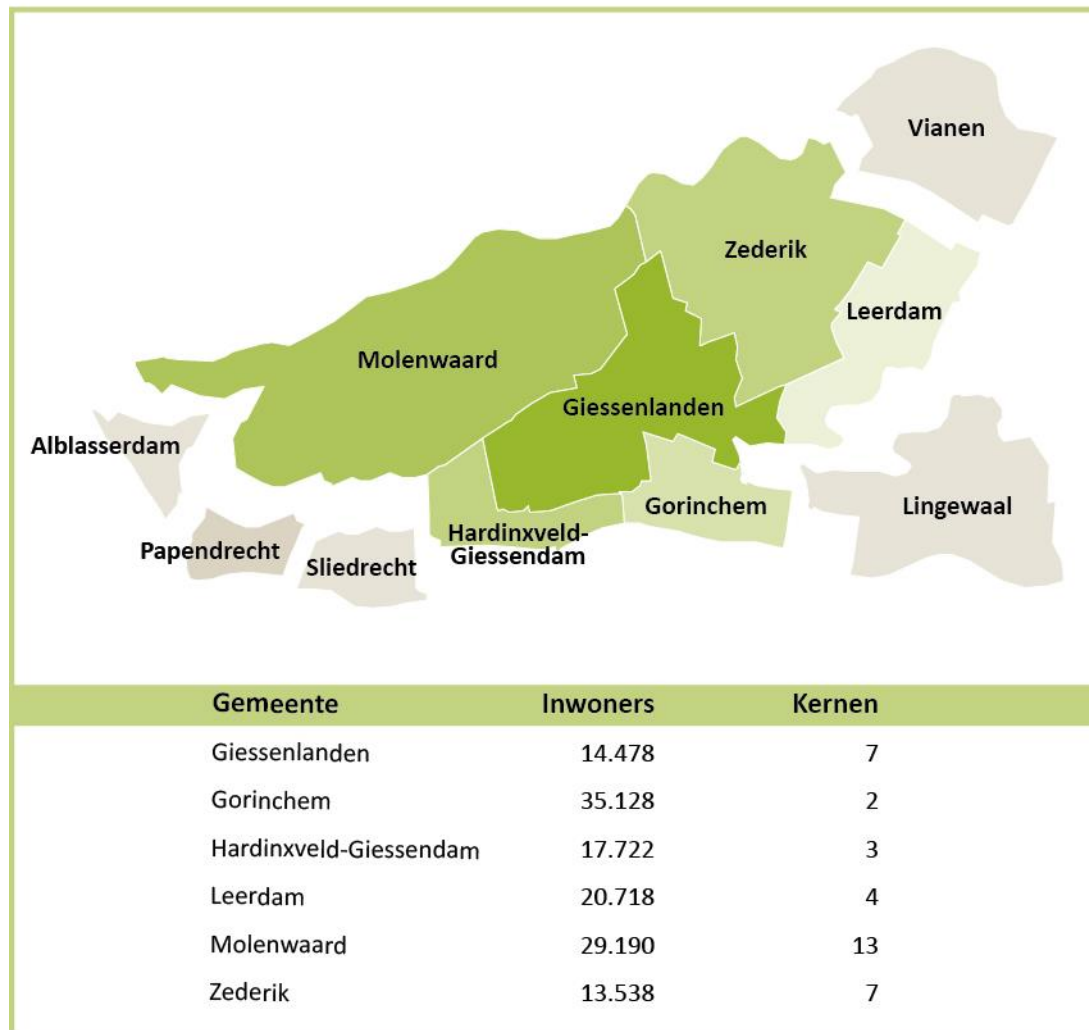 Vianen
Zederik
Leerdam
Molenwaard
Giessenlanden
Alblasserdam
Gorinchem
Lingewaal
Hardinxveld-
Giessendam
Papendrecht
Sliedrecht
Gemeente Inwoners Kernen
Giessenlanden 14.478 7
Gorinchem 35.128 2
Hardinxveld-Giessendam 17.722 3
Leerdam 20.718 4
Molenwaard 29.190 13
Zederik 13.538 7